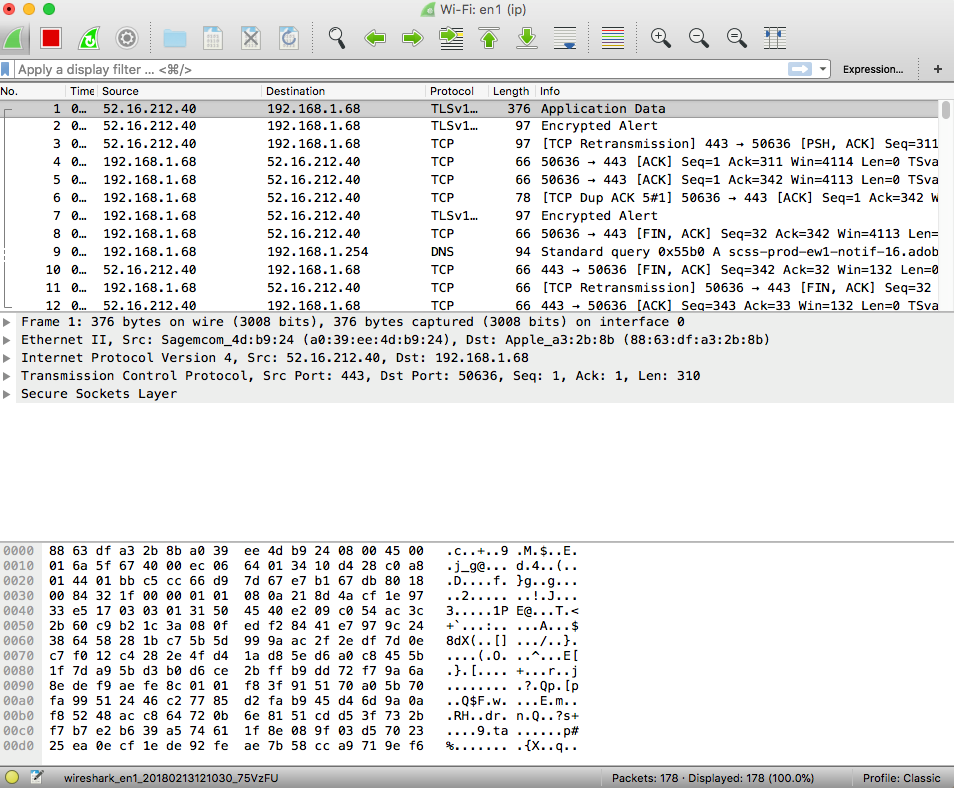 Wi-Fi: en1 (ip)
Apply a display filter ... <⌘/>
Expression...
+
No. Time Source Destination Protocol Length Info
1 0... 52.16.212.40 192.168.1.68 TLSv1... 376 Application Data
2 0... 52.16.212.40 192.168.1.68 TLSv1... 97 Encrypted Alert
3 0... 52.16.212.40 192.168.1.68 TCP 97 [TCP Retransmission] 443 → 50636 [PSH, ACK] Seq=311
4 0... 192.168.1.68 52.16.212.40 TCP 66 50636 → 443 [ACK] Seq=1 Ack=311 Win=4114 Len=0 TSva
5 0... 192.168.1.68 52.16.212.40 TCP 66 50636 → 443 [ACK] Seq=1 Ack=342 Win=4113 Len=0 TSva
6 0... 192.168.1.68 52.16.212.40 TCP 78 [TCP Dup ACK 5#1] 50636 → 443 [ACK] Seq=1 Ack=342 W
7 0... 192.168.1.68 52.16.212.40 TLSv1... 97 Encrypted Alert
8 0... 192.168.1.68 52.16.212.40 TCP 66 50636 → 443 [FIN, ACK] Seq=32 Ack=342 Win=4113 Len=
9 0... 192.168.1.68 192.168.1.254 DNS 94 Standard query 0x55b0 A scss-prod-ew1-notif-16.adob
10 0... 52.16.212.40 192.168.1.68 TCP 66 443 → 50636 [FIN, ACK] Seq=342 Ack=32 Win=132 Len=0
11 0... 192.168.1.68 52.16.212.40 TCP 66 [TCP Retransmission] 50636 → 443 [FIN, ACK] Seq=32
12 0... 52.16.212.40 192.168.1.68 TCP 66 443 → 50636 [ACK] Seq=343 Ack=33 Win=132 Len=0 TSva
Frame 1: 376 bytes on wire (3008 bits), 376 bytes captured (3008 bits) on interface 0
Ethernet II, Src: Sagemcom_4d:b9:24 (a0:39:ee:4d:b9:24), Dst: Apple_a3:2b:8b (88:63:df:a3:2b:8b)
Internet Protocol Version 4, Src: 52.16.212.40, Dst: 192.168.1.68
Transmission Control Protocol, Src Port: 443, Dst Port: 50636, Seq: 1, Ack: 1, Len: 310
Secure Sockets Layer
0000 88 63 df a3 2b 8b a0 39 ee 4d b9 24 08 00 45 00 .c..+..9 .M.$..E.
0010 01 6a 5f 67 40 00 ec 06 64 01 34 10 d4 28 c0 a8 .j_g@... d.4..(..
0020 01 44 01 bb c5 cc 66 d9 7d 67 e7 b1 67 db 80 18 .D....f. }g..g...
0030 00 84 32 1f 00 00 01 01 08 0a 21 8d 4a cf 1e 97 ..2..... ..!.J...
0040 33 e5 17 03 03 01 31 50 45 40 e2 09 c0 54 ac 3c 3.....1P E@...T.<
0050 2b 60 c9 b2 1c 3a 08 0f ed f2 84 41 e7 97 9c 24 +`...:.. ...A...$
0060 38 64 58 28 1b c7 5b 5d 99 9a ac 2f 2e df 7d 0e 8dX(..[] .../..}.
0070 c7 f0 12 c4 28 2e 4f d4 1a d8 5e d6 a0 c8 45 5b ....(.O. ..^...E[
0080 1f 7d a9 5b d3 b0 d6 ce 2b ff b9 dd 72 f7 9a 6a .}.[.... +...r..j
0090 8e de f9 ae fe 8c 01 01 f8 3f 91 51 70 a0 5b 70 ........ .?.Qp.[p
00a0 fa 99 51 24 46 c2 77 85 d2 fa b9 45 d4 6d 9a 0a ..Q$F.w. ...E.m..
00b0 f8 52 48 ac c8 64 72 0b 6e 81 51 cd d5 3f 73 2b .RH..dr. n.Q..?s+
00c0 f7 b7 e2 b6 39 a5 74 61 1f 8e 08 9f 03 d5 70 23 ....9.ta ......p#
00d0 25 ea 0e cf 1e de 92 fe ae 7b 58 cc a9 71 9e f6 %....... .{X..q..
wireshark_en1_20180213121030_75VzFU
Packets: 178 · Displayed: 178 (100.0%)
Profile: Classic